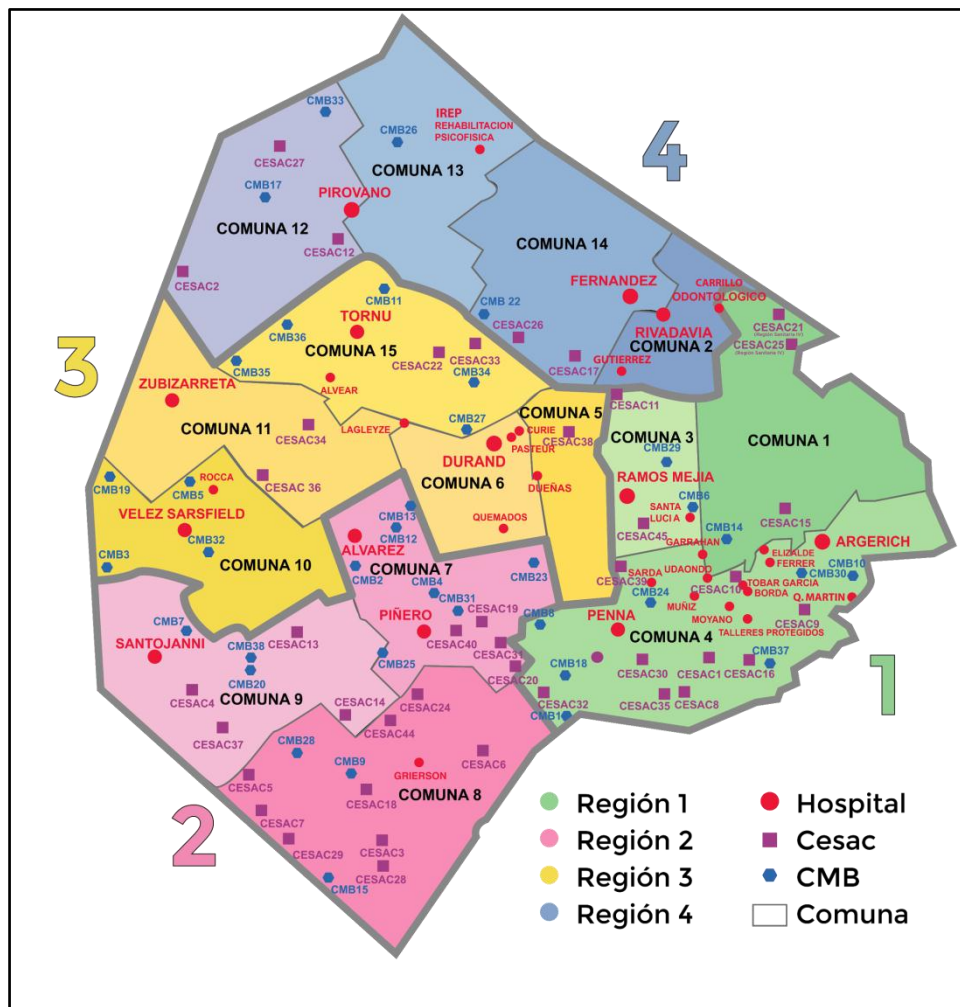 CMB33
CMB26
IREP
REHABILITACION
PSICOFISICA
CESAC27
COMUNA 13
4
CMB17
PIROVANO
COMUNA 12
CESAC12
COMUNA 14
CESAC2
FERNANDEZ
CARRILLO
ODONTOLOGICO
CMB11
CMB 22
RIVADAVIA
CESAC21
(Región Sanitaria IV)
TORNU
CMB36
CESAC26
COMUNA 2
CESAC25
(Región Sanitaria IV)
COMUNA 15
CESAC33
CESAC22
GUTIERREZ
CESAC17
3
CMB35
CMB34
ZUBIZARRETA
ALVEAR
CESAC11
COMUNA 5
CMB27
LAGLEYZE
CURIE
COMUNA 11
CESAC34
CESAC38
COMUNA 3
COMUNA 1
PASTEUR
CMB29
DURAND
COMUNA 6
RAMOS MEJIA
DUEÑAS
ROCCA
CESAC 36
CMB19
CMB5
SANTA
LUCIA
CMB6
VELEZ SARSFIELD
CMB13
QUEMADOS
CMB12
CESAC45
CMB14
CESAC15
CMB32
ALVAREZ
GARRAHAN
ARGERICH
CMB3
COMUNA 10
COMUNA 7
ELIZALDE
FERRER
CMB2
CMB4
CMB23
CESAC39
SARDA
UDAONDO
CMB10
CMB30
TOBAR GARCIA
CESAC10
BORDA
CMB24
Q. MARTIN
CMB31
CESAC19
CMB8
MUÑIZ
MOYANO
CESAC9
CMB7
PIÑERO
PENNA
TALLERES PROTEGIDOS
CESAC13
COMUNA 4
SANTOJANNI
CMB38
CESAC40
CESAC31
CMB25
CMB18
CESAC30
CESAC1
CESAC16
CMB37
CMB20
CESAC20
CESAC4
COMUNA 9
CESAC14
CESAC24
CESAC32
CESAC35
CESAC8
1
CMB1
CESAC37
CESAC44
CMB28
CMB9
CESAC6
GRIERSON
CESAC5
CESAC18
COMUNA 8
2
CESAC7
CESAC29
CESAC3
CESAC28
CMB15
Región 1
Región 2
Región 3
Región 4
Hospital
Cesac
CMB
Comuna